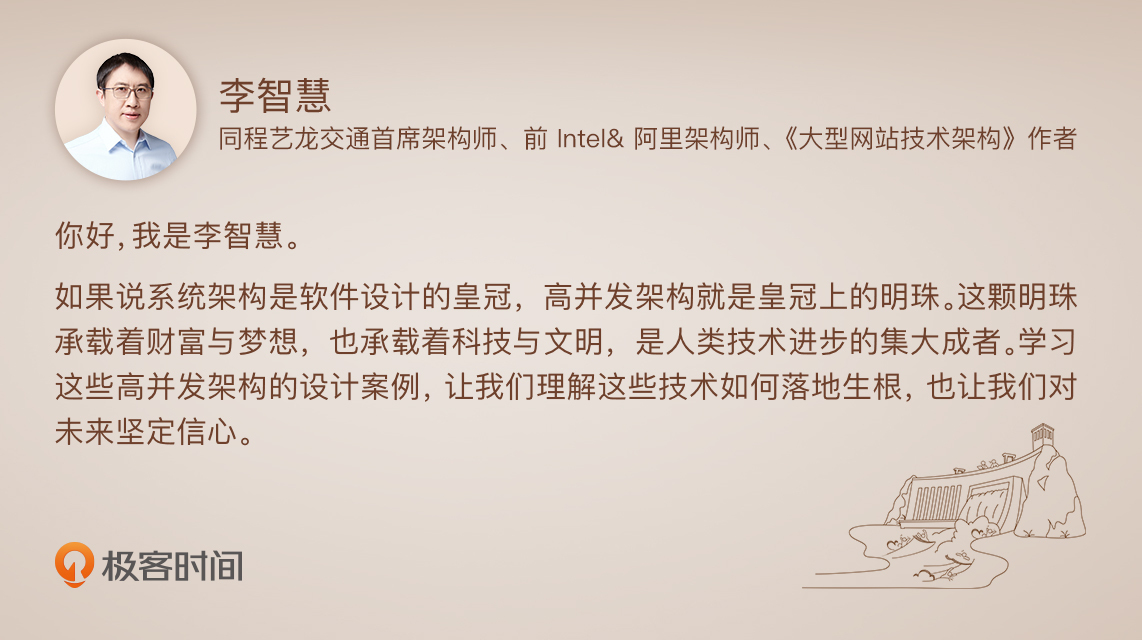 李智慧
同程艺龙交通首席架构师、前 Intel& 阿里架构师、《大型网站技术架构》作者
你好，我是李智慧。
如果说系统架构是软件设计的皇冠，高并发架构就是皇冠上的明珠。这颗明珠
承载着财富与梦想，也承载着科技与文明，是人类技术进步的集大成者。学习
这些高并发架构的设计案例，让我们理解这些技术如何落地生根，也让我们对
未来坚定信心。
极客时间